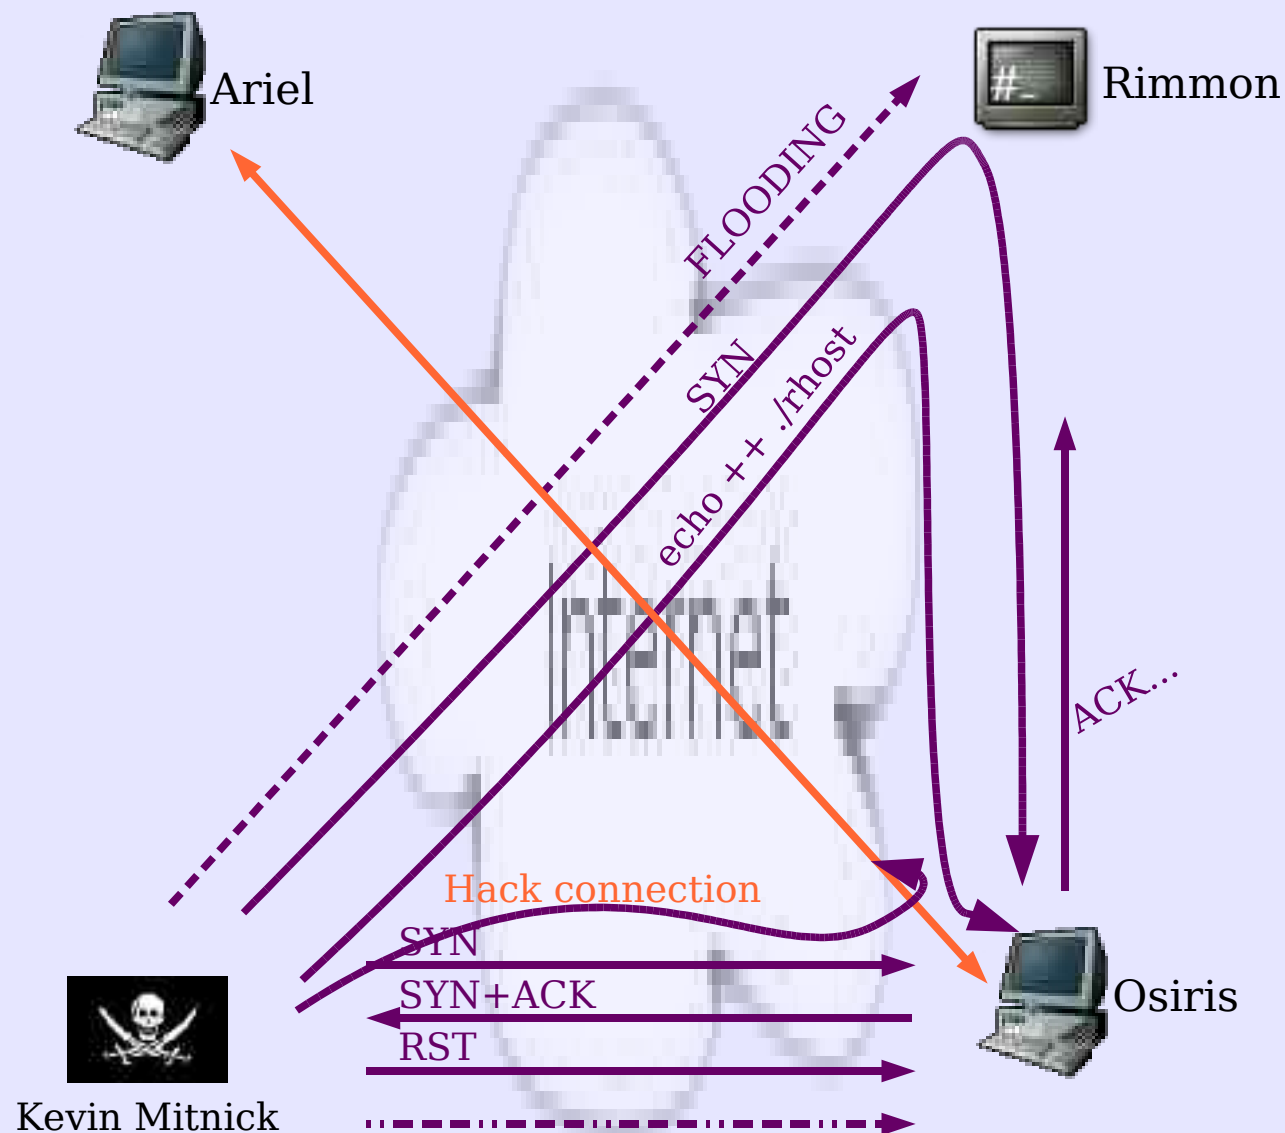 Ariel
#_
Rimmon
FLOODING
SYN
echo ++ ./rhost
Internet
ACK...
Hack connection
SYN
SYN+ACK
RST
Osiris
Kevin Mitnick